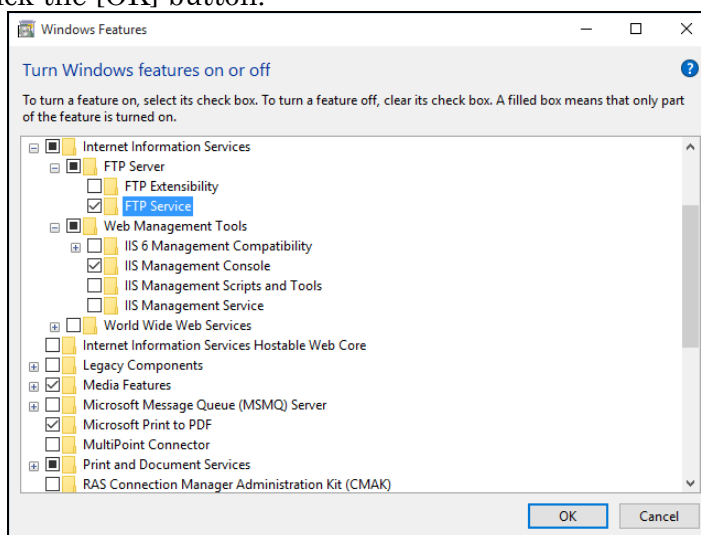 ck the [OK] button.
Windows Features
Turn Windows features on or off
To turn a feature on, select its check box. To turn a feature off, clear its check box. A filled box means that only part
of the feature is turned on.
Internet Information Services
FTP Server
FTP Extensibility
FTP Service
Web Management Tools
IIS 6 Management Compatibility
IIS Management Console
IIS Management Scripts and Tools
IIS Management Service
World Wide Web Services
Internet Information Services Hostable Web Core
Legacy Components
Media Features
Microsoft Message Queue (MSMQ) Server
Microsoft Print to PDF
MultiPoint Connector
Print and Document Services
RAS Connection Manager Administration Kit (CMAK)
OK Cancel